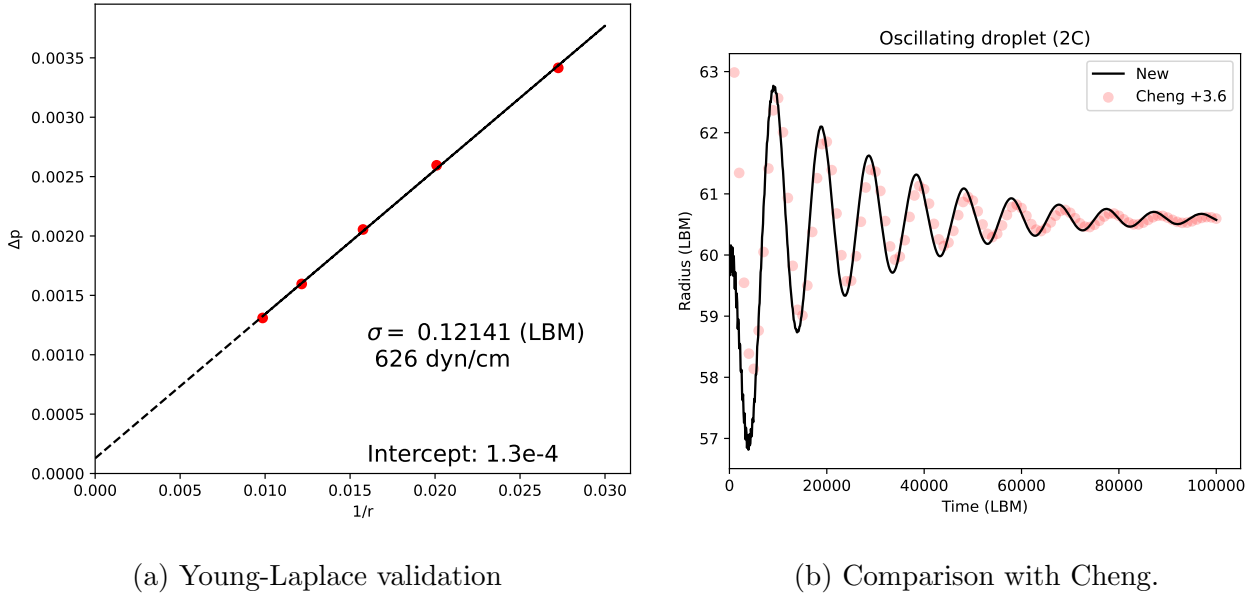 0.0035
0.0030
0.0025
0.0020
0.0015
0.0010
0.0005
0.0000
Δp
σ = 0.12141 (LBM)
626 dyn/cm
Intercept: 1.3e-4
0.000 0.005 0.010 0.015 0.020 0.025 0.030
1/r
(a) Young-Laplace validation
Oscillating droplet (2C)
New
Cheng +3.6
63
62
61
60
59
58
57
Radius (LBM)
0 20000 40000 60000 80000 100000
Time (LBM)
(b) Comparison with Cheng.